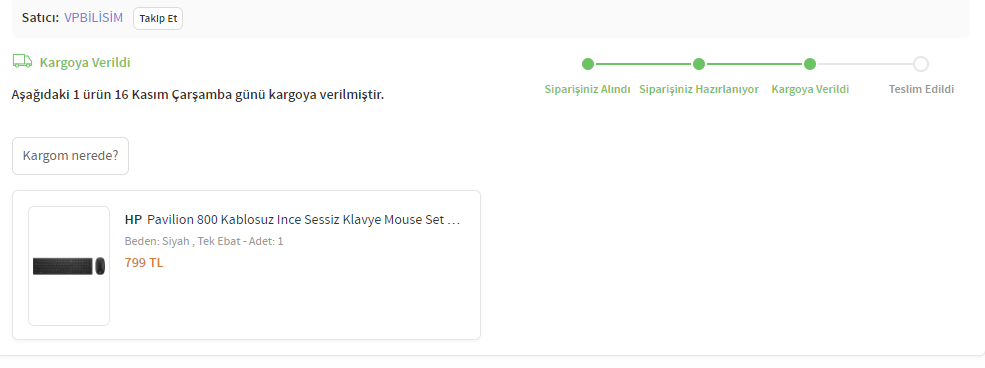 Satıcı: VPBİLİSİM Takip Et
Kargoya Verildi
Siparişiniz Alındı Siparişiniz Hazırlanıyor Kargoya Verildi Teslim Edildi
Aşağıdaki 1 ürün 16 Kasım Çarşamba günü kargoya verilmiştir.
Kargom nerede?
HP Pavilion 800 Kablosuz Ince Sessiz Klavye Mouse Set ...
Beden: Siyah , Tek Ebat - Adet: 1
799 TL